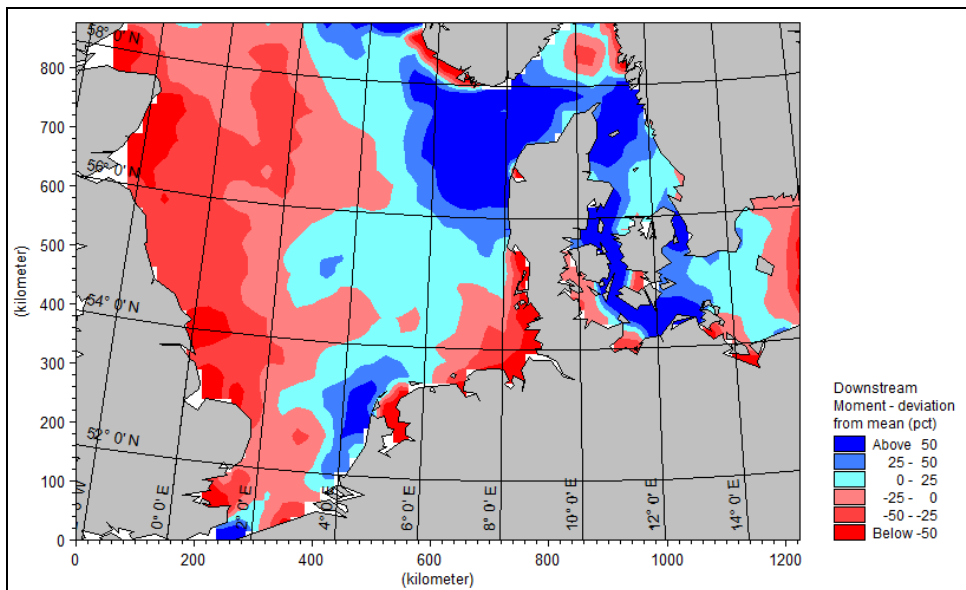 58° 0' N
56° 0' N
54° 0' N
52° 0' N
0° 0' E
2° 0' E
4° 0' E
6° 0' E
8° 0' E
10° 0' E
12° 0' E
14° 0' E
800
700
600
500
400
300
200
100
0
(kilometer)
0 200 400 600 800 1000 1200
(kilometer)
Downstream
Moment - deviation
from mean (pct)
Above 50
25 - 50
0 - 25
-25 - 0
-50 - -25
Below -50